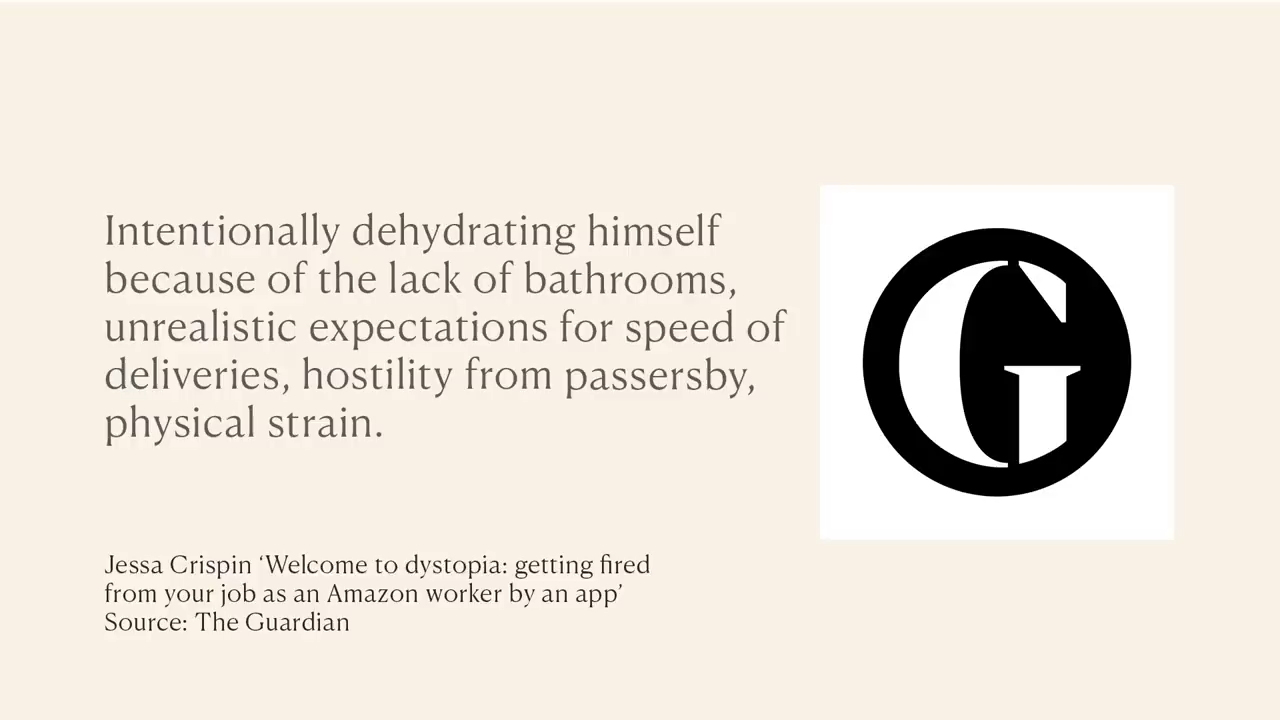 Intentionally dehydrating himself
because of the lack of bathrooms,
unrealistic expectations for speed of
deliveries, hostility from passersby,
physical strain.
G
Jessa Crispin ‘Welcome to dystopia: getting fired
from your job as an Amazon worker by an app’
Source: The Guardian